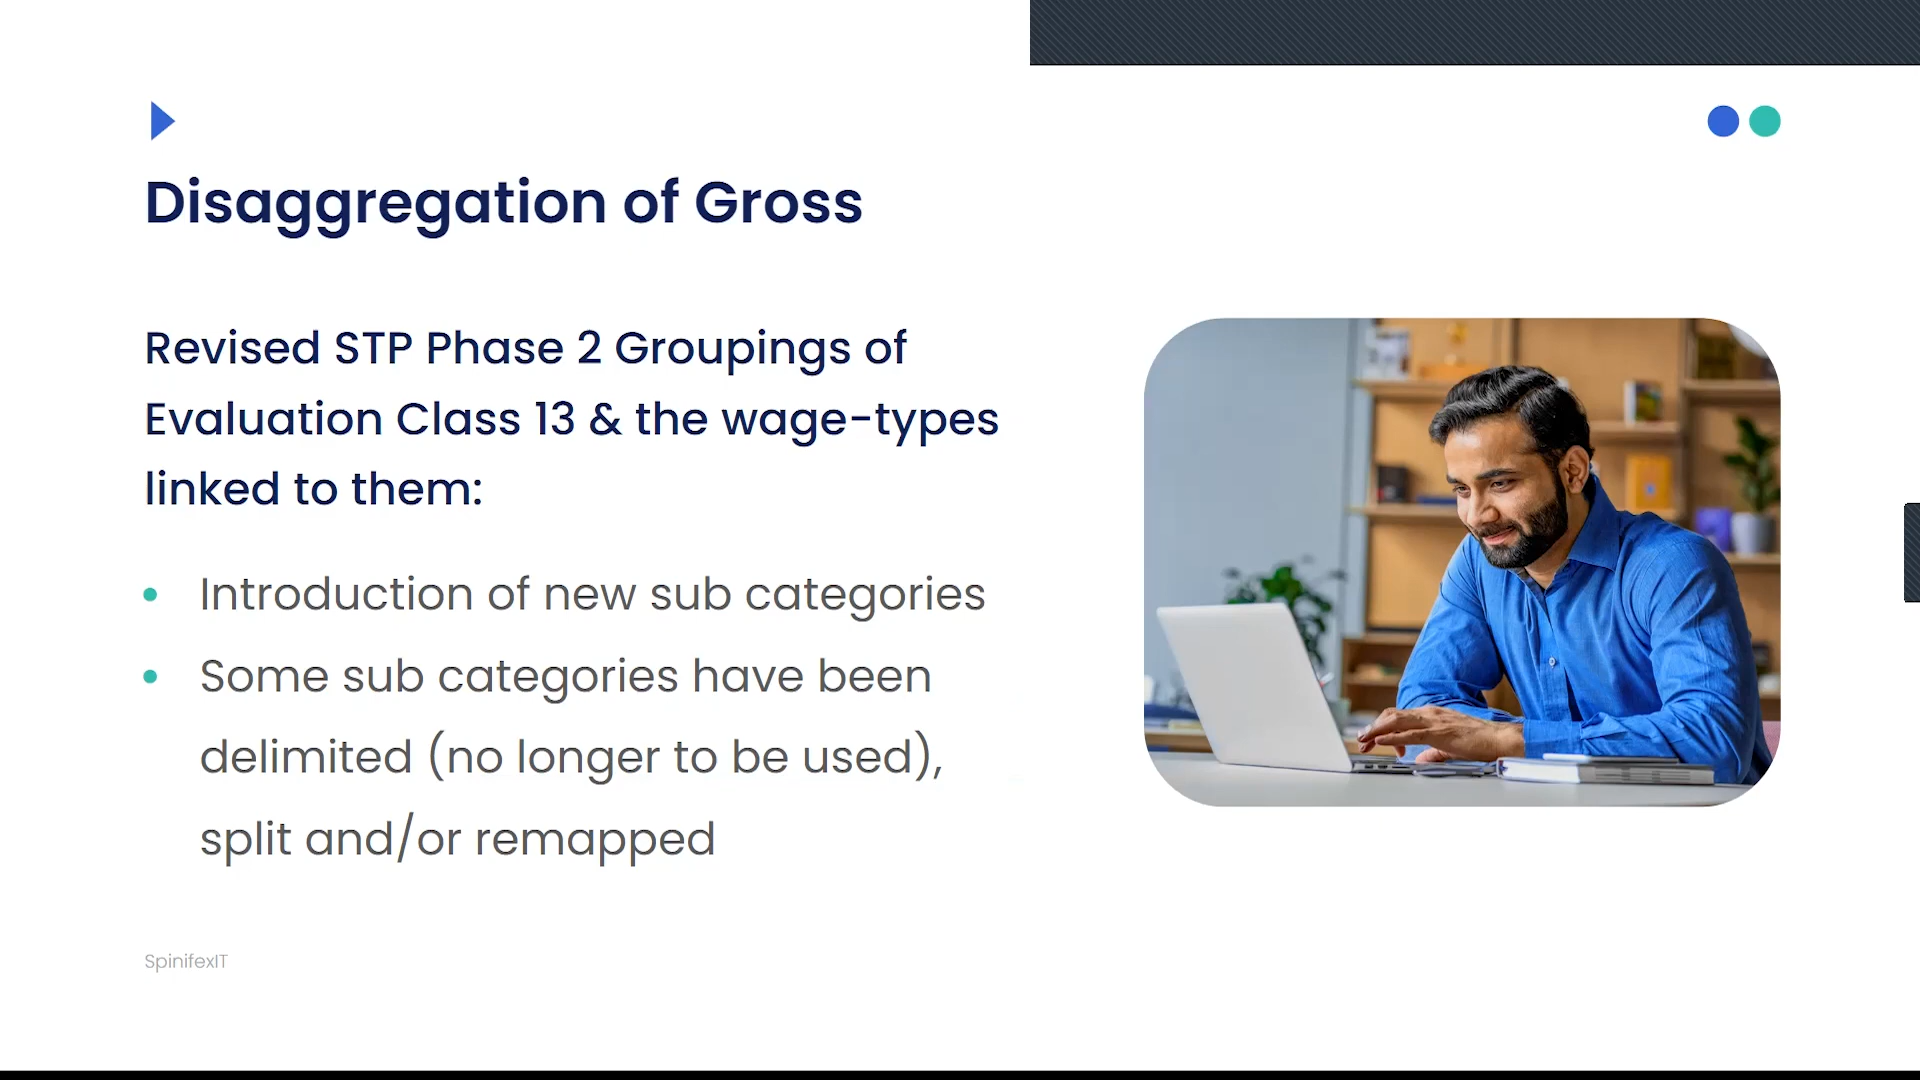 Disaggregation of Gross
Revised STP Phase 2 Groupings of
Evaluation Class 13 & the wage-types
linked to them:
Introduction of new sub categories
Some sub categories have been
delimited (no longer to be used),
split and/or remapped
SpinifexIT